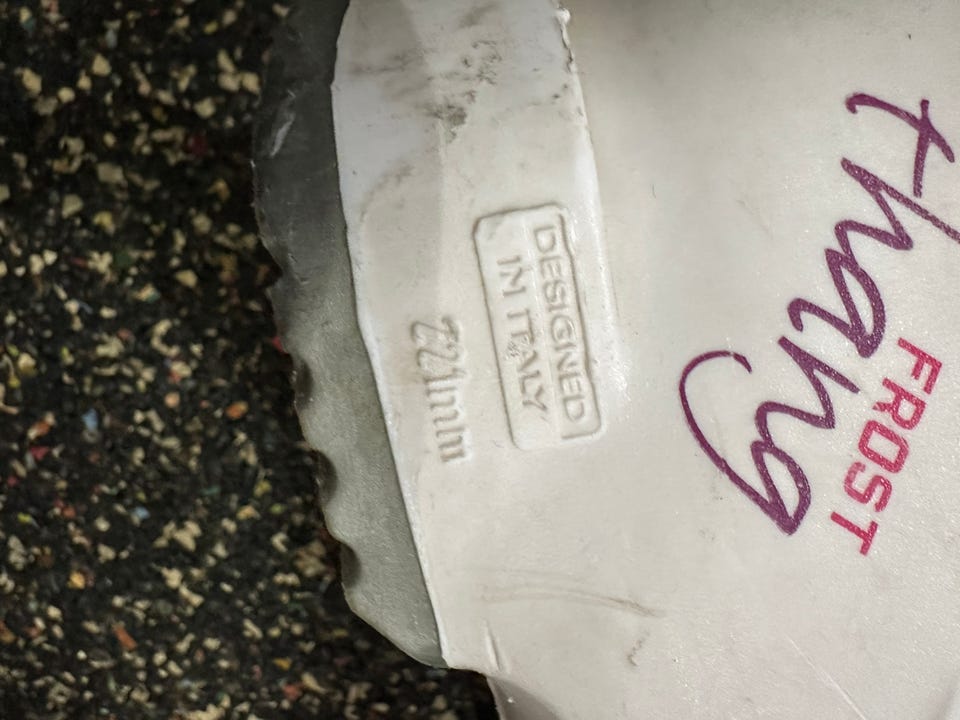 thang
FROST
DESIGNED
IN ITALY
221mm